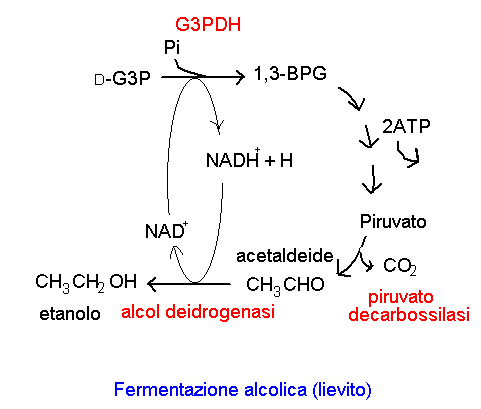 G3PDH
Pi
D-G3P
1,3-BPG
2ATP
NADH⁺ + H
Piruvato
NAD⁺
acetaldeide
CO₂
CH₃CH₂OH
CH₃CHO
etanolo
alcol deidrogenasi
piruvato
decarbossilasi
Fermentazione alcolica (lievito)